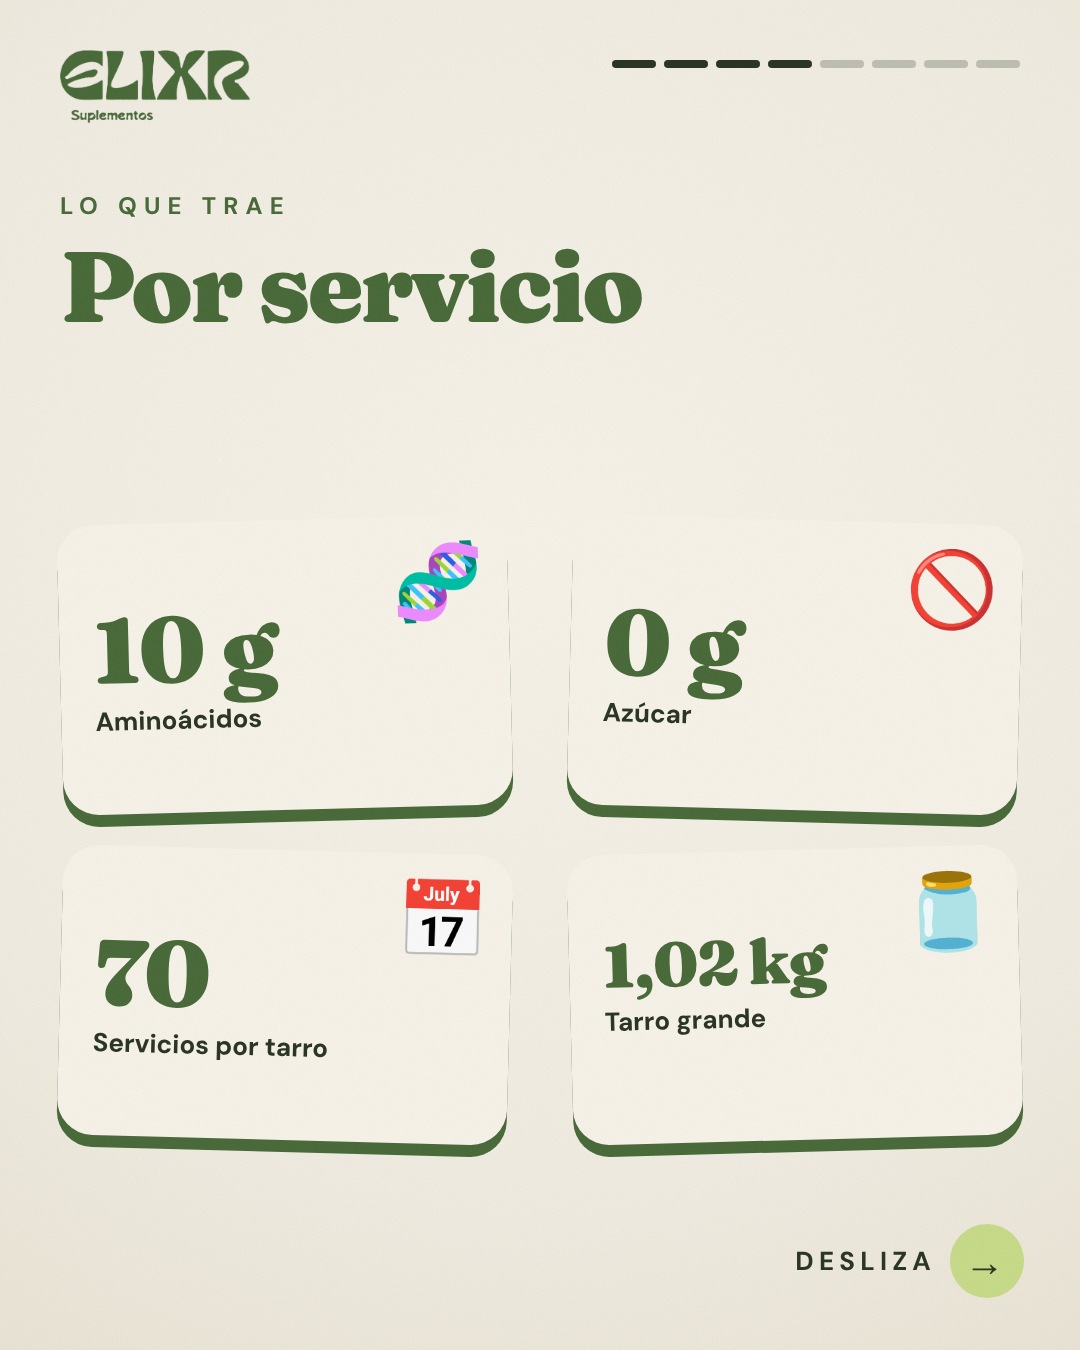 ELIXR
Suplementos
LO QUE TRAE
Por servicio
10 g
Aminoácidos
0 g
Azúcar
July
17
70
Servicios por tarro
1,02 kg
Tarro grande
DESLIZA →